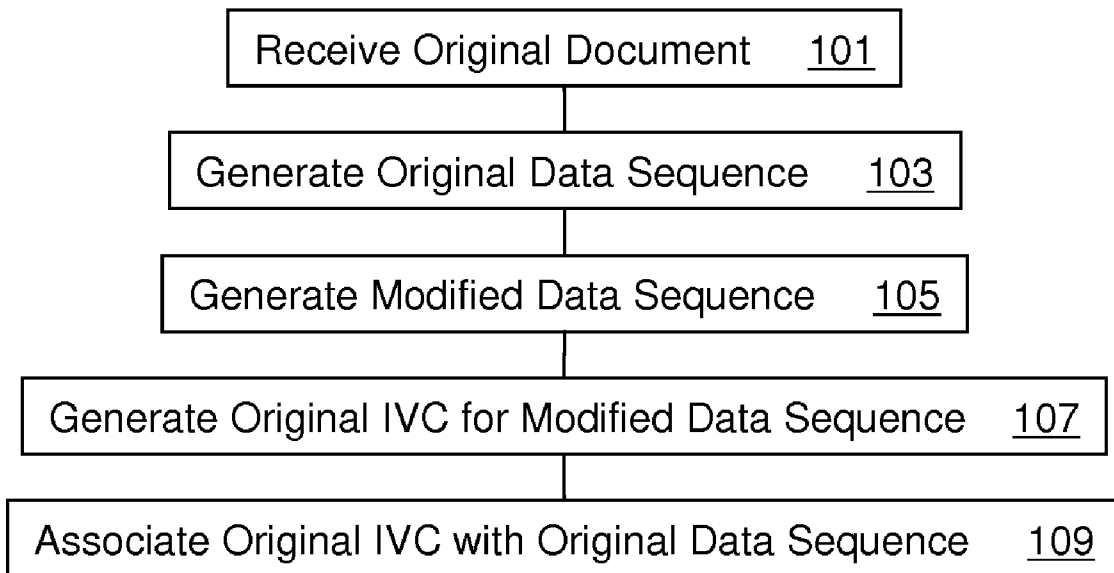 Receive Original Document 101
Generate Original Data Sequence 103
Generate Modified Data Sequence 105
Generate Original IVC for Modified Data Sequence 107
Associate Original IVC with Original Data Sequence 109